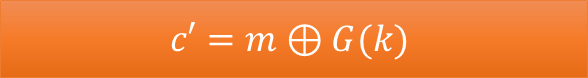 c′ = m ⊕ G(k)